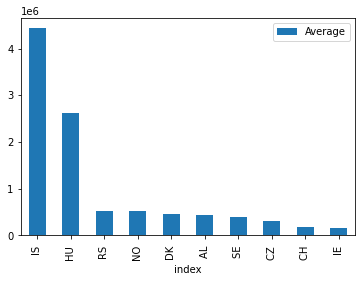 1e6
Average
4
3
2
1
0
IS
HU
RS
NO
DK
AL
SE
CZ
CH
IE
index